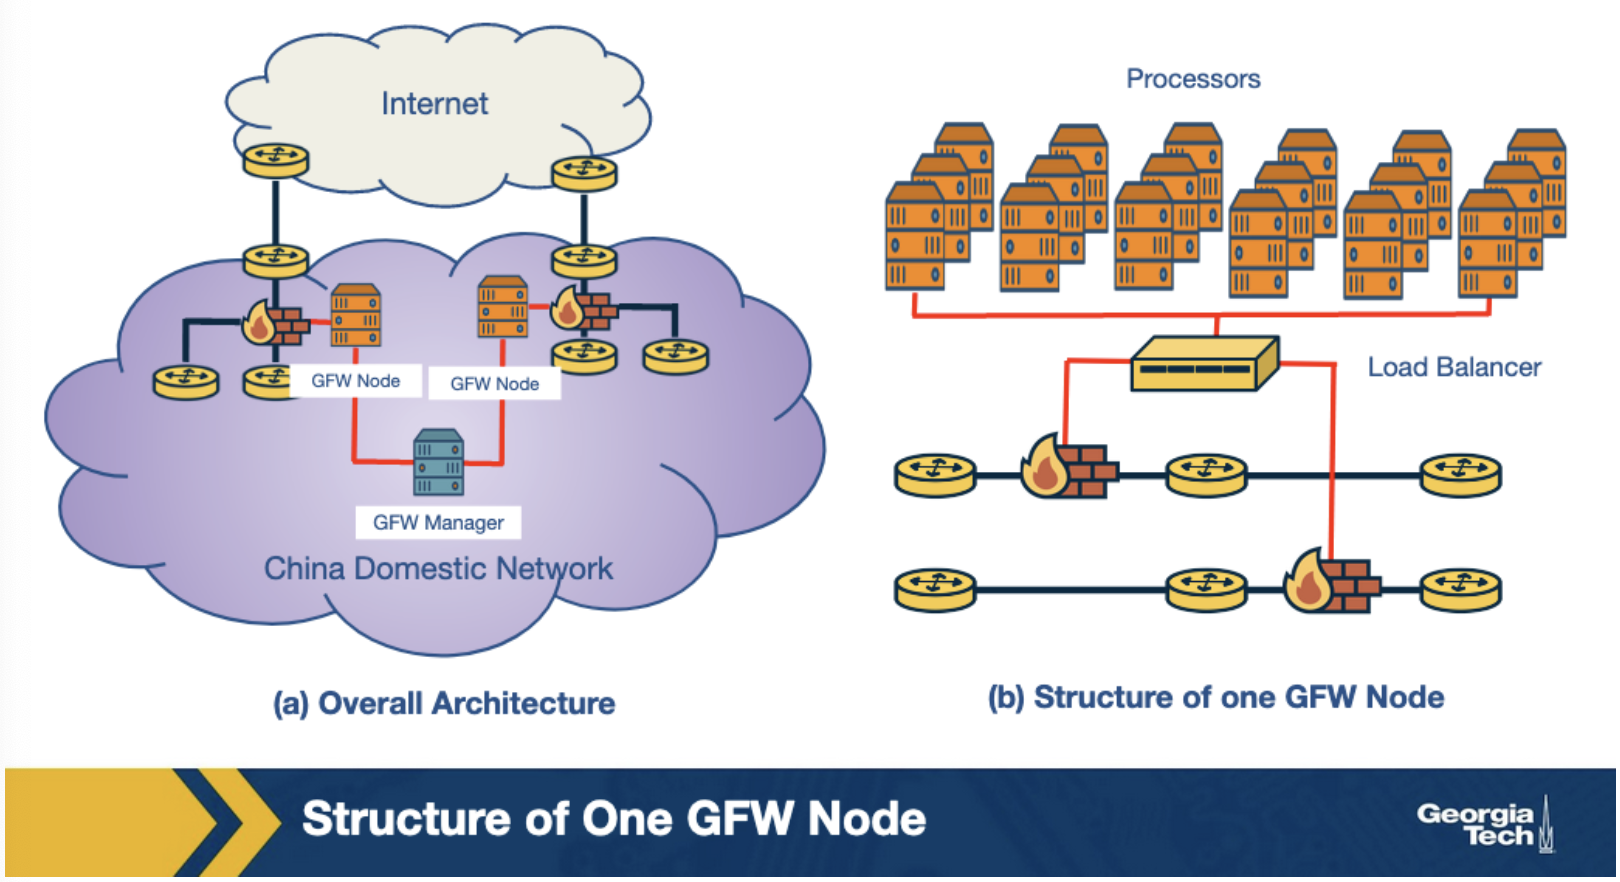 Internet
GFW Node
GFW Node
GFW Manager
China Domestic Network
(a) Overall Architecture
Processors
Load Balancer
(b) Structure of one GFW Node
Structure of One GFW Node
Georgia
Tech